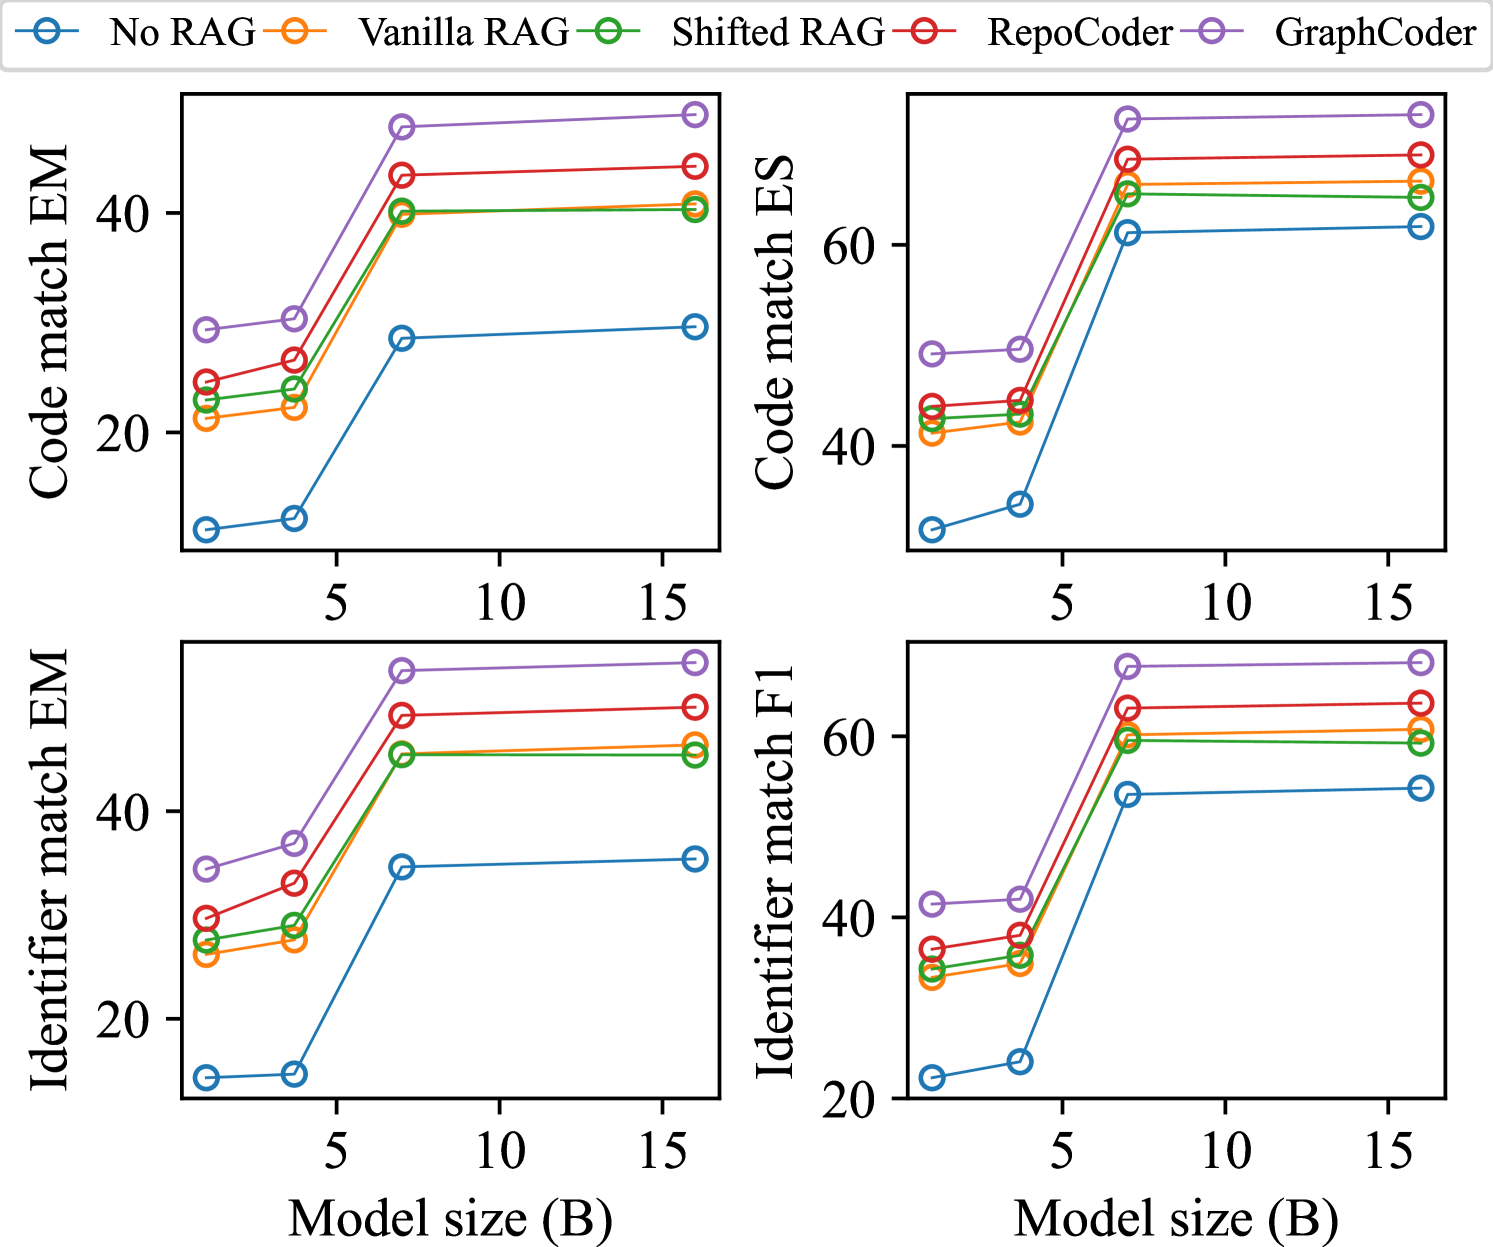 No RAG Vanilla RAG Shifted RAG RepoCoder GraphCoder
Code match EM
40
20
5 10 15
Code match ES
60
40
5 10 15
Identifier match EM
40
20
5 10 15
Model size (B)
Identifier match F1
60
40
20
5 10 15
Model size (B)